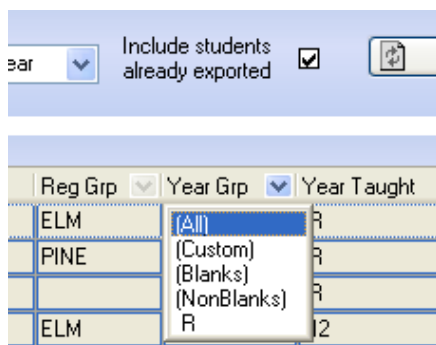 Include students
ear already exported
Reg Grp Year Grp Year Taught
ELM (All) R
PINE (Custom) R
(Blanks)
(NonBlanks) R
ELM R 12